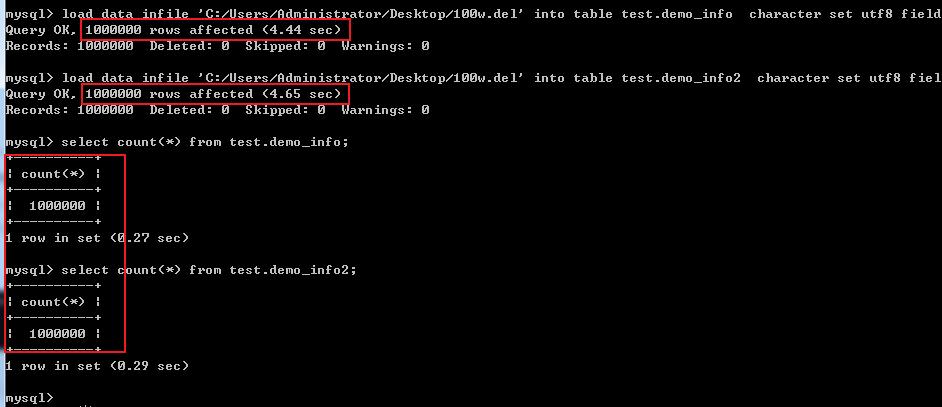 mysql> load data infile 'C:/Users/Administrator/Desktop/100w.del' into table test.demo_info  character set utf8 field
Query OK, 1000000 rows affected (4.44 sec)
Records: 1000000  Deleted: 0  Skipped: 0  Warnings: 0
mysql> load data infile 'C:/Users/Administrator/Desktop/100w.del' into table test.demo_info2  character set utf8 field
Query OK, 1000000 rows affected (4.65 sec)
Records: 1000000  Deleted: 0  Skipped: 0  Warnings: 0
mysql> select count(*) from test.demo_info;
+----------+
| count(*) |
+----------+
|  1000000 |
+----------+
1 row in set (0.27 sec)
mysql> select count(*) from test.demo_info2;
+----------+
| count(*) |
+----------+
|  1000000 |
+----------+
1 row in set (0.29 sec)
mysql>